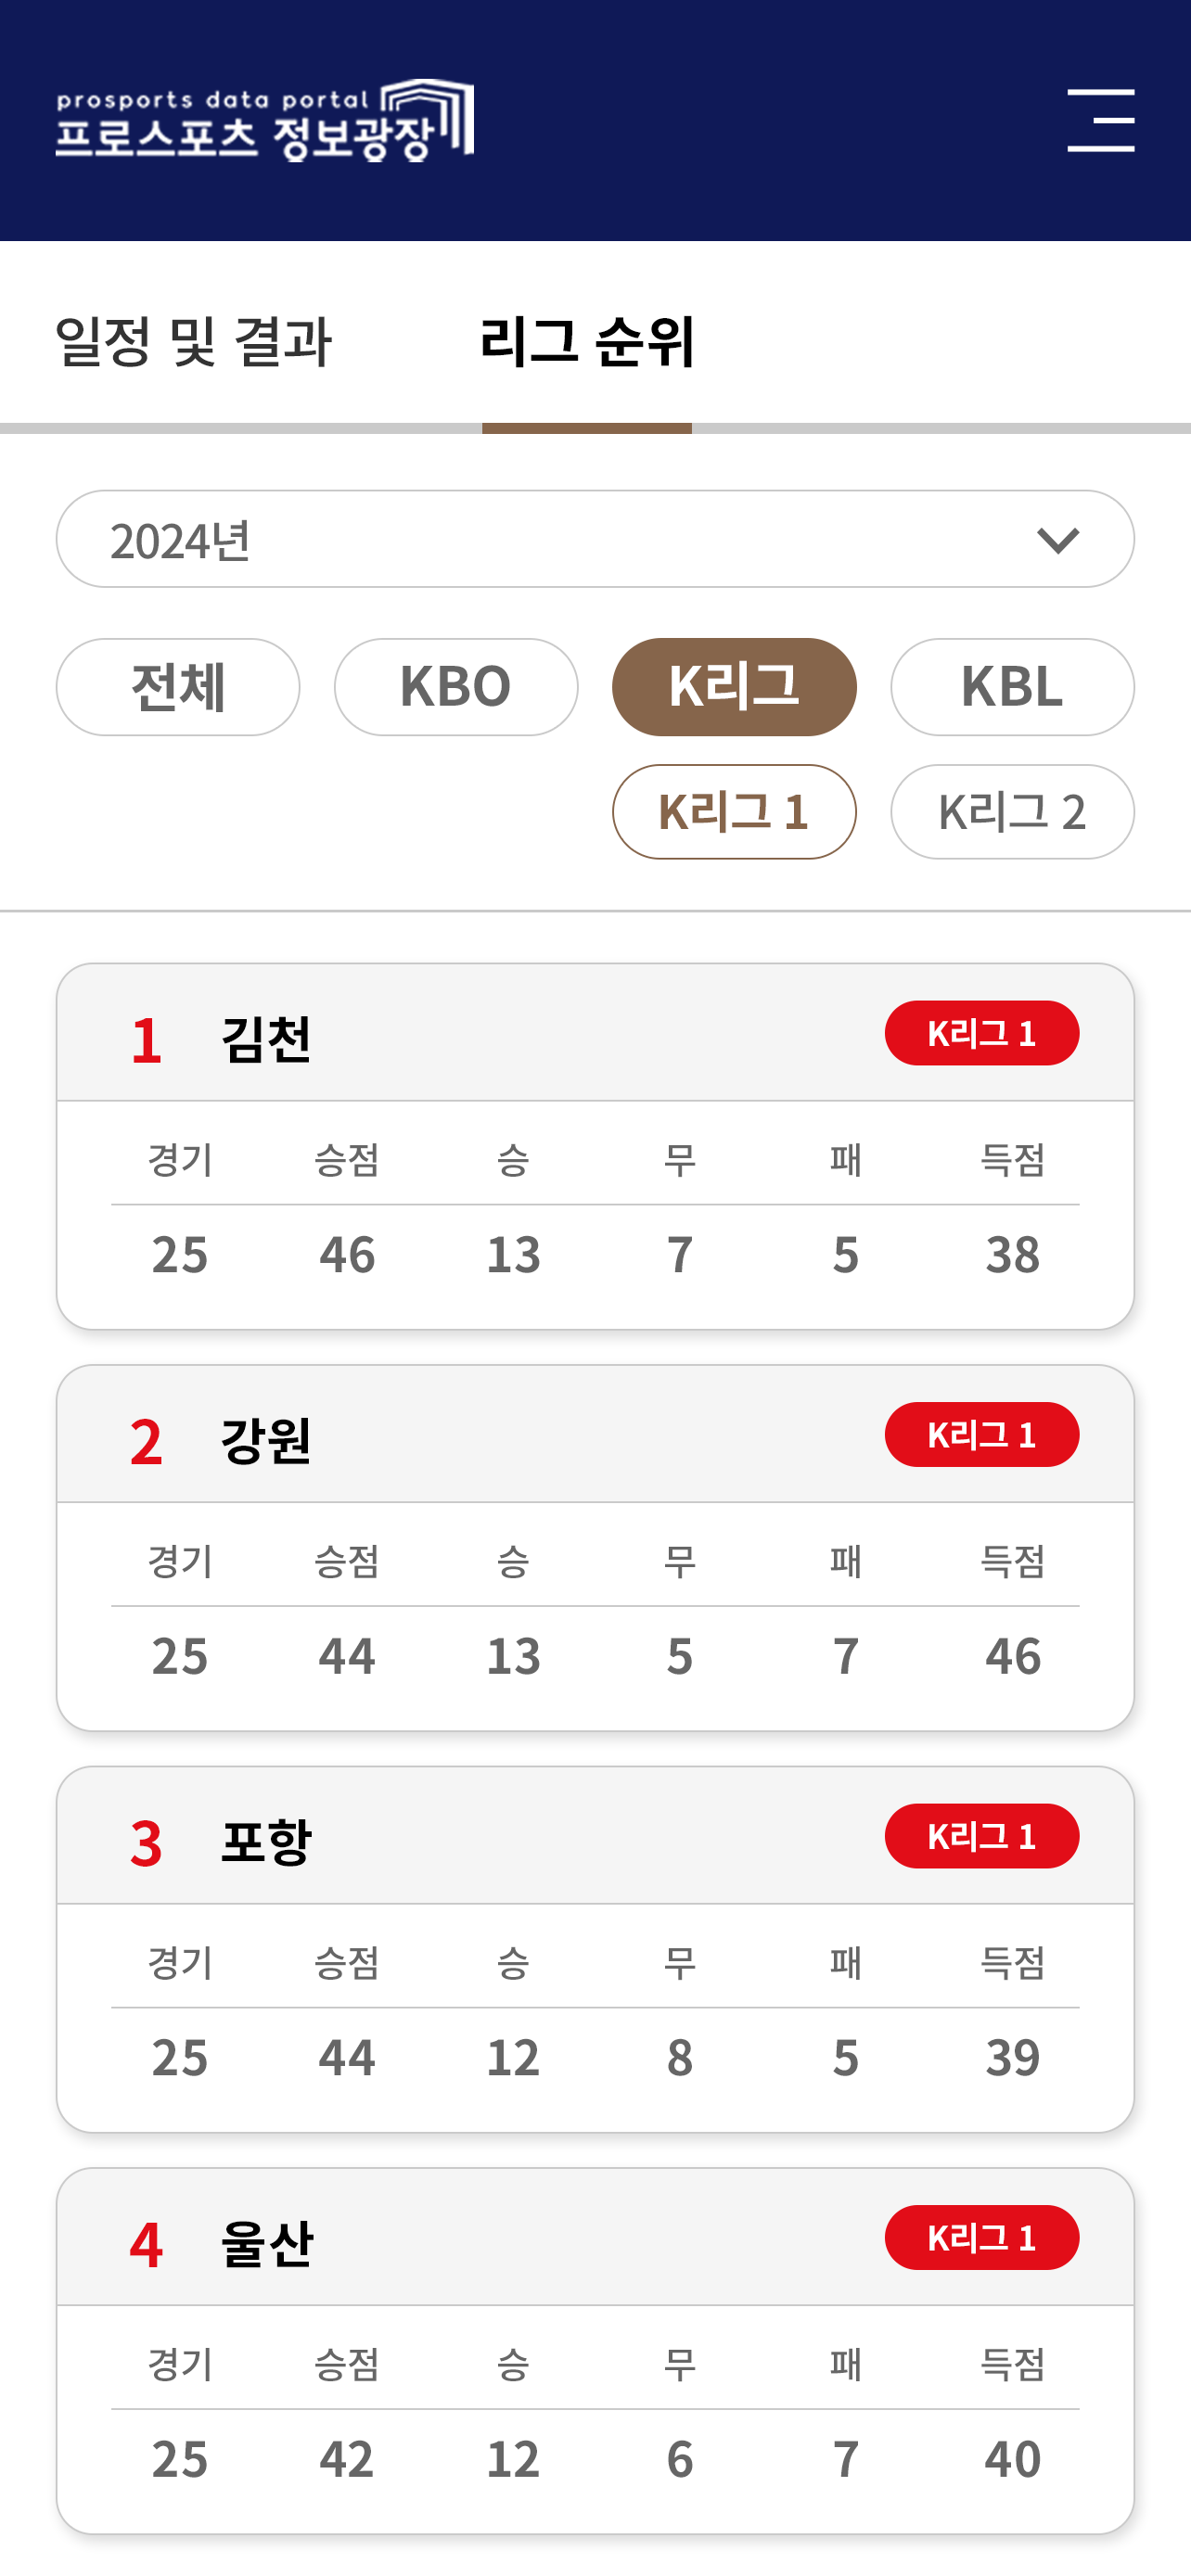 prosports data portal
프로스포츠 정보광장
일정 및 결과 리그 순위
2024년
전체 KBO K리그 KBL
K리그 1 K리그 2
1 김천 K리그 1
경기 승점 승 무 패 득점
25 46 13 7 5 38
2 강원 K리그 1
경기 승점 승 무 패 득점
25 44 13 5 7 46
3 포항 K리그 1
경기 승점 승 무 패 득점
25 44 12 8 5 39
4 울산 K리그 1
경기 승점 승 무 패 득점
25 42 12 6 7 40